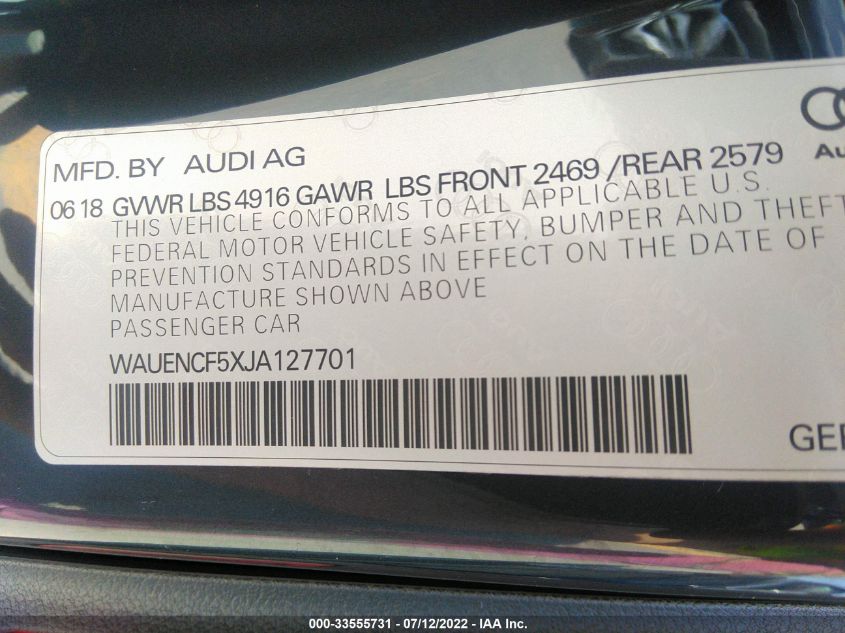 MFD. BY AUDI AG
06 18 GVWR LBS 4916 GAWR LBS FRONT 2469 /REAR 2579
THIS VEHICLE CONFORMS TO ALL APPLICABLE U.S.
FEDERAL MOTOR VEHICLE SAFETY, BUMPER AND THEFT
PREVENTION STANDARDS IN EFFECT ON THE DATE OF
MANUFACTURE SHOWN ABOVE
PASSENGER CAR
WAUENCF5XJA127701
000-33555731 - 07/12/2022 - IAA Inc.